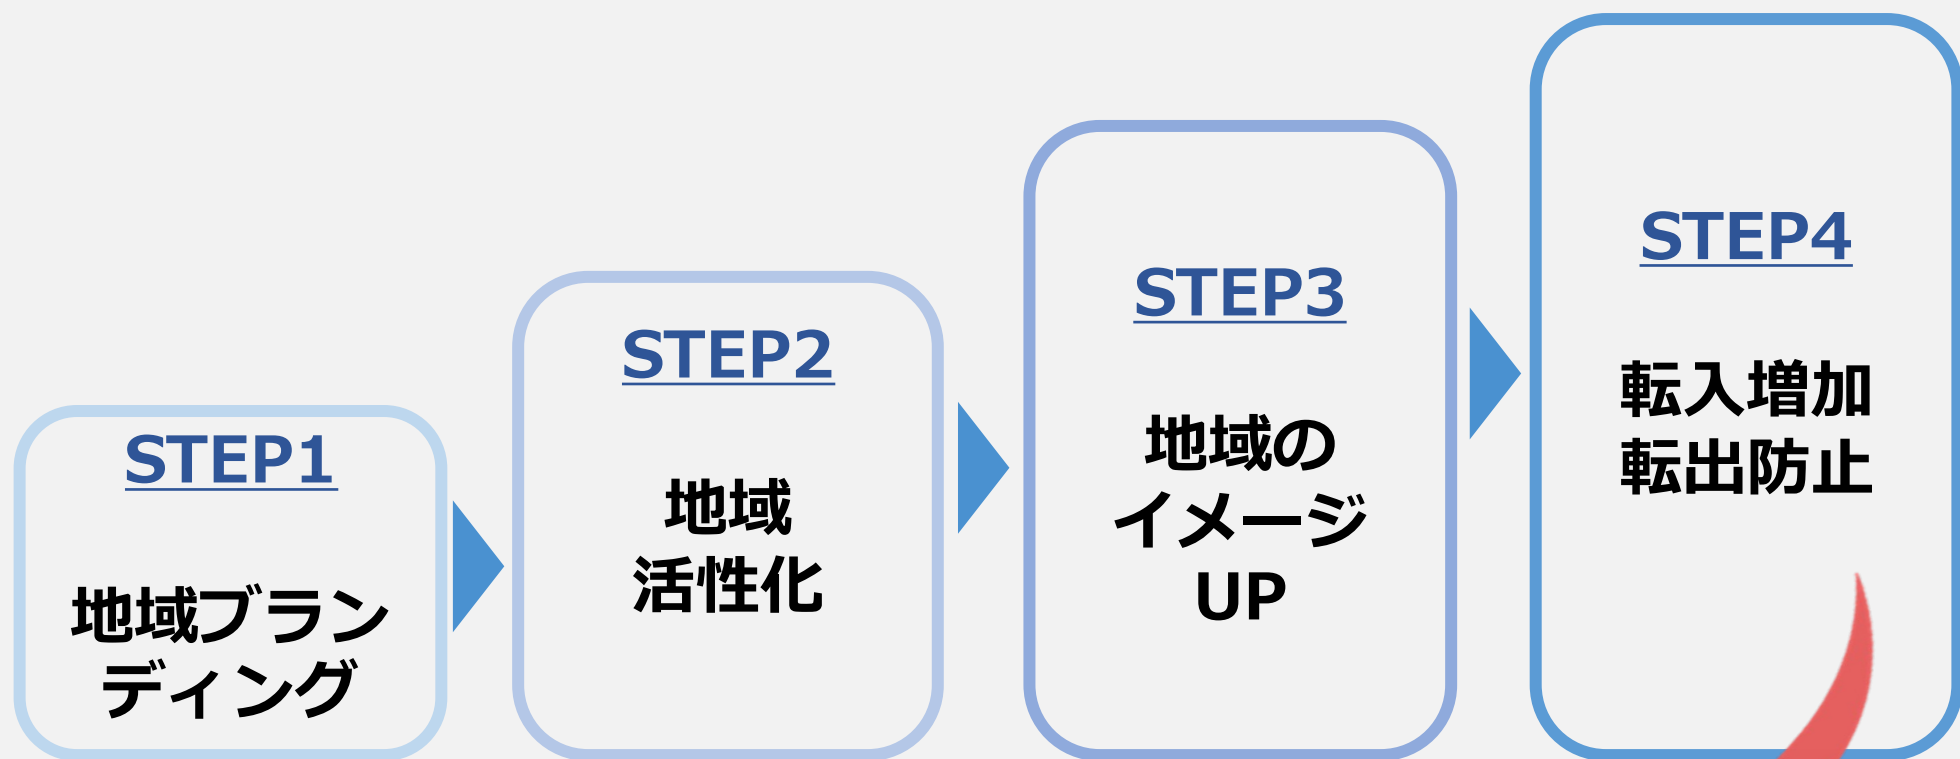 STEP1
地域ブラン
ディング
STEP2
地域
活性化
STEP3
地域の
イメージ
UP
STEP4
転入増加
転出防止